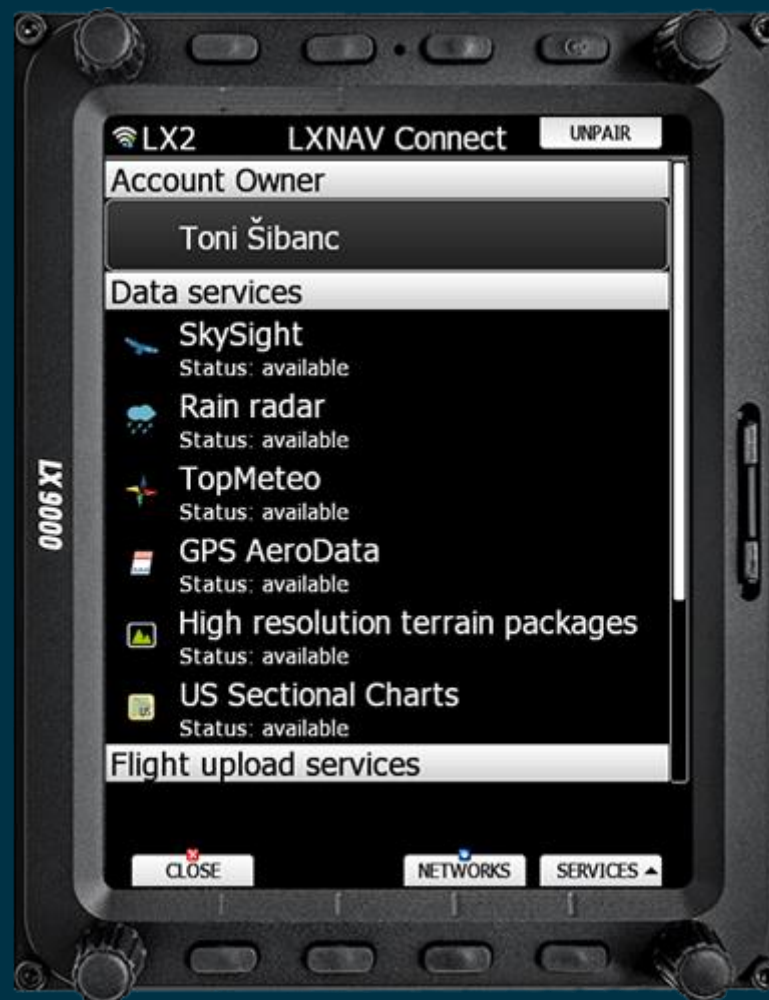 LX2 LXNAV Connect UNPAIR
Account Owner
Toni Šibanc
Data services
SkySight
Status: available
Rain radar
Status: available
TopMeteo
Status: available
GPS AeroData
Status: available
High resolution terrain packages
Status: available
US Sectional Charts
Status: available
Flight upload services
CLOSE NETWORKS SERVICES
LX 9000